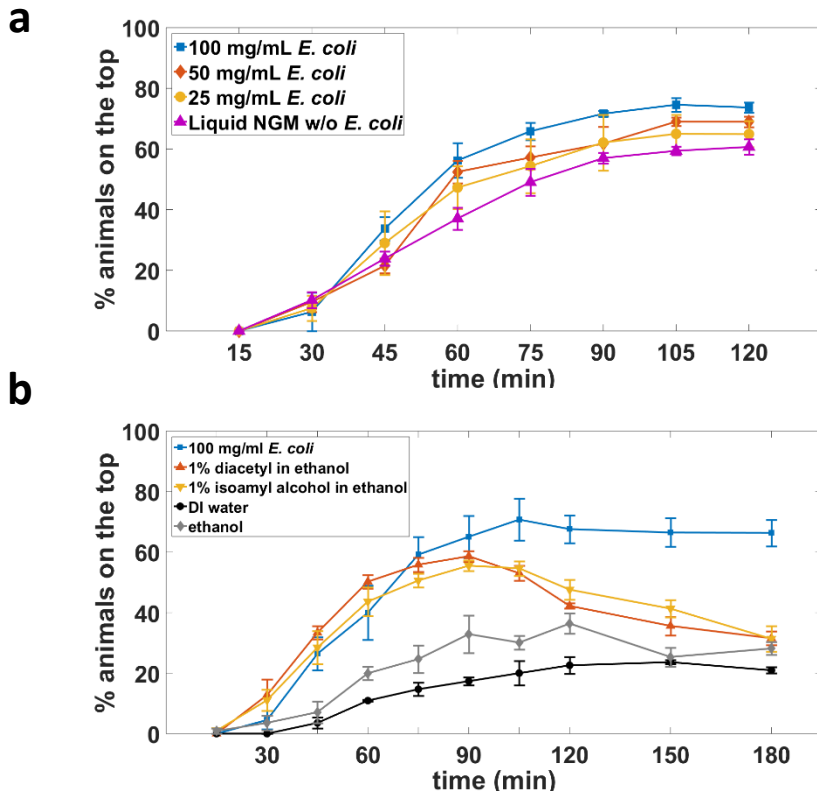 a
100
80
60
40
20
0
% animals on the top
100 mg/mL E. coli
50 mg/mL E. coli
25 mg/mL E. coli
Liquid NGM w/o E. coli
15 30 45 60 75 90 105 120
time (min)
b
100
80
60
40
20
0
% animals on the top
100 mg/ml E. coli
1% diacetyl in ethanol
1% isoamyl alcohol in ethanol
DI water
ethanol
30 60 90 120 150 180
time (min)